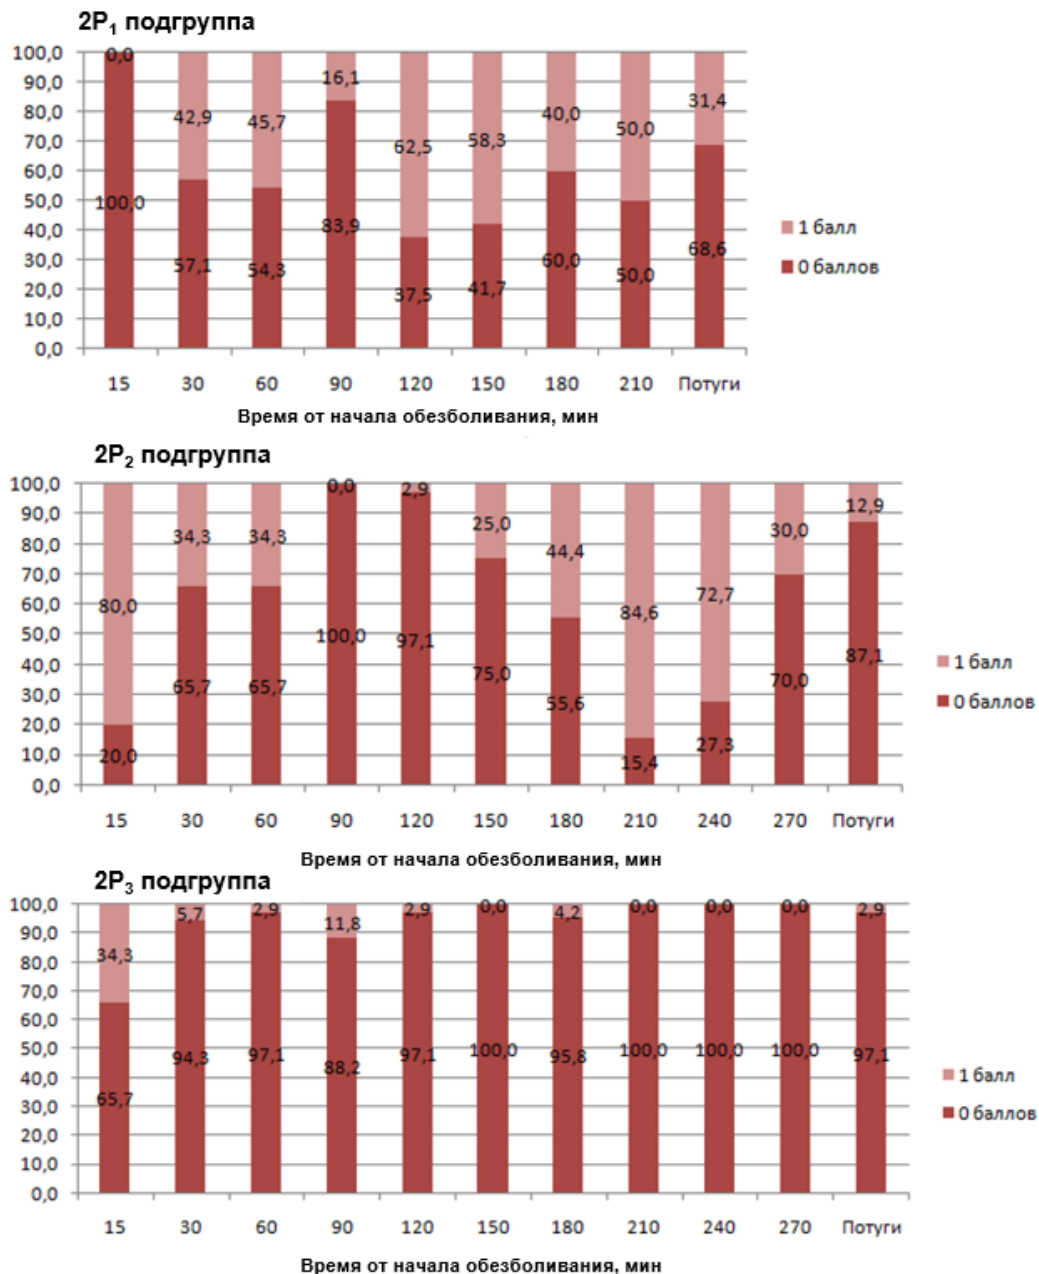 2P₁ подгруппа
100,0
90,0
80,0
70,0
60,0
50,0
40,0
30,0
20,0
10,0
0,0
0,0 42,9 45,7 16,1 62,5 58,3 40,0 50,0 31,4
100,0 57,1 54,3 83,9 37,5 41,7 60,0 50,0 68,6
1 балл
0 баллов
15 30 60 90 120 150 180 210 Потуги
Время от начала обезболивания, мин
2P₂ подгруппа
100,0
90,0
80,0
70,0
60,0
50,0
40,0
30,0
20,0
10,0
0,0
80,0 34,3 34,3 0,0 2,9 25,0 44,4 84,6 72,7 30,0 12,9
20,0 65,7 65,7 100,0 97,1 75,0 55,6 15,4 27,3 70,0 87,1
1 балл
0 баллов
15 30 60 90 120 150 180 210 240 270 Потуги
Время от начала обезболивания, мин
2P₃ подгруппа
100,0
90,0
80,0
70,0
60,0
50,0
40,0
30,0
20,0
10,0
0,0
34,3 5,7 2,9 11,8 2,9 0,0 4,2 0,0 0,0 0,0 2,9
65,7 94,3 97,1 88,2 97,1 100,0 95,8 100,0 100,0 100,0 97,1
1 балл
0 баллов
15 30 60 90 120 150 180 210 240 270 Потуги
Время от начала обезболивания, мин